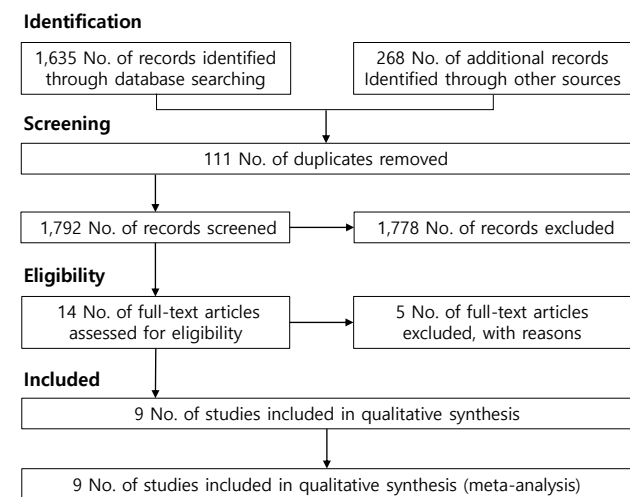 Identification
1,635 No. of records identified
through database searching
268 No. of additional records
Identified through other sources
Screening
111 No. of duplicates removed
1,792 No. of records screened
1,778 No. of records excluded
Eligibility
14 No. of full-text articles
assessed for eligibility
5 No. of full-text articles
excluded, with reasons
Included
9 No. of studies included in qualitative synthesis
9 No. of studies included in qualitative synthesis (meta-analysis)